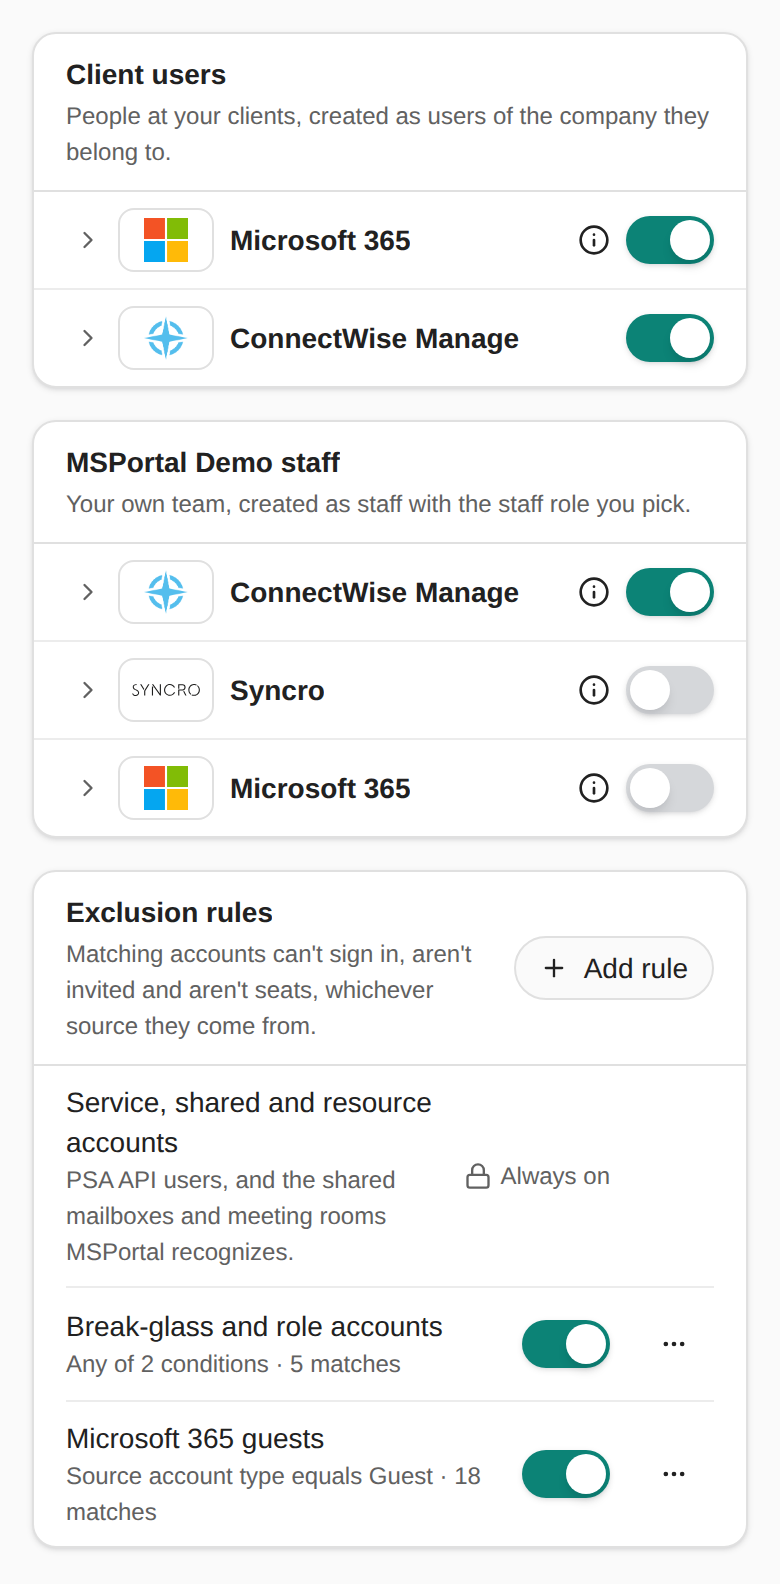 Client users
People at your clients, created as users of the company they
belong to.
Microsoft 365
ConnectWise Manage
MSPortal Demo staff
Your own team, created as staff with the staff role you pick.
ConnectWise Manage
SYNCRO
Syncro
Microsoft 365
Exclusion rules
Matching accounts can't sign in, aren't
invited and aren't seats, whichever
source they come from.
Add rule
Service, shared and resource
accounts
PSA API users, and the shared
mailboxes and meeting rooms
MSPortal recognizes.
Always on
Break-glass and role accounts
Any of 2 conditions · 5 matches
Microsoft 365 guests
Source account type equals Guest · 18
matches